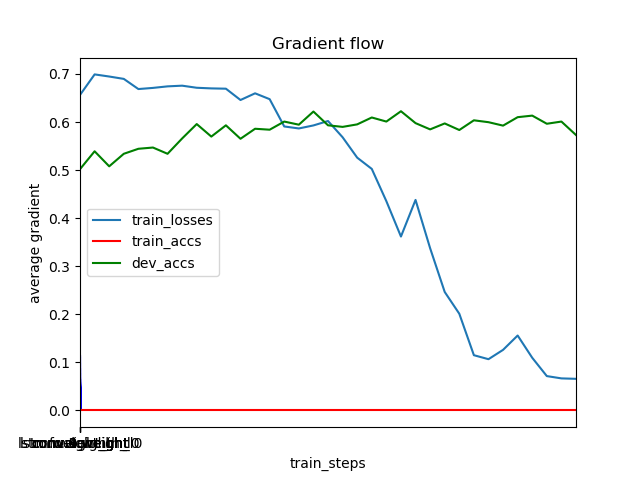 Gradient flow
0.7
0.6
0.5
0.4
0.3
0.2
0.1
0.0
average gradient
train_losses
train_accs
dev_accs
train_steps